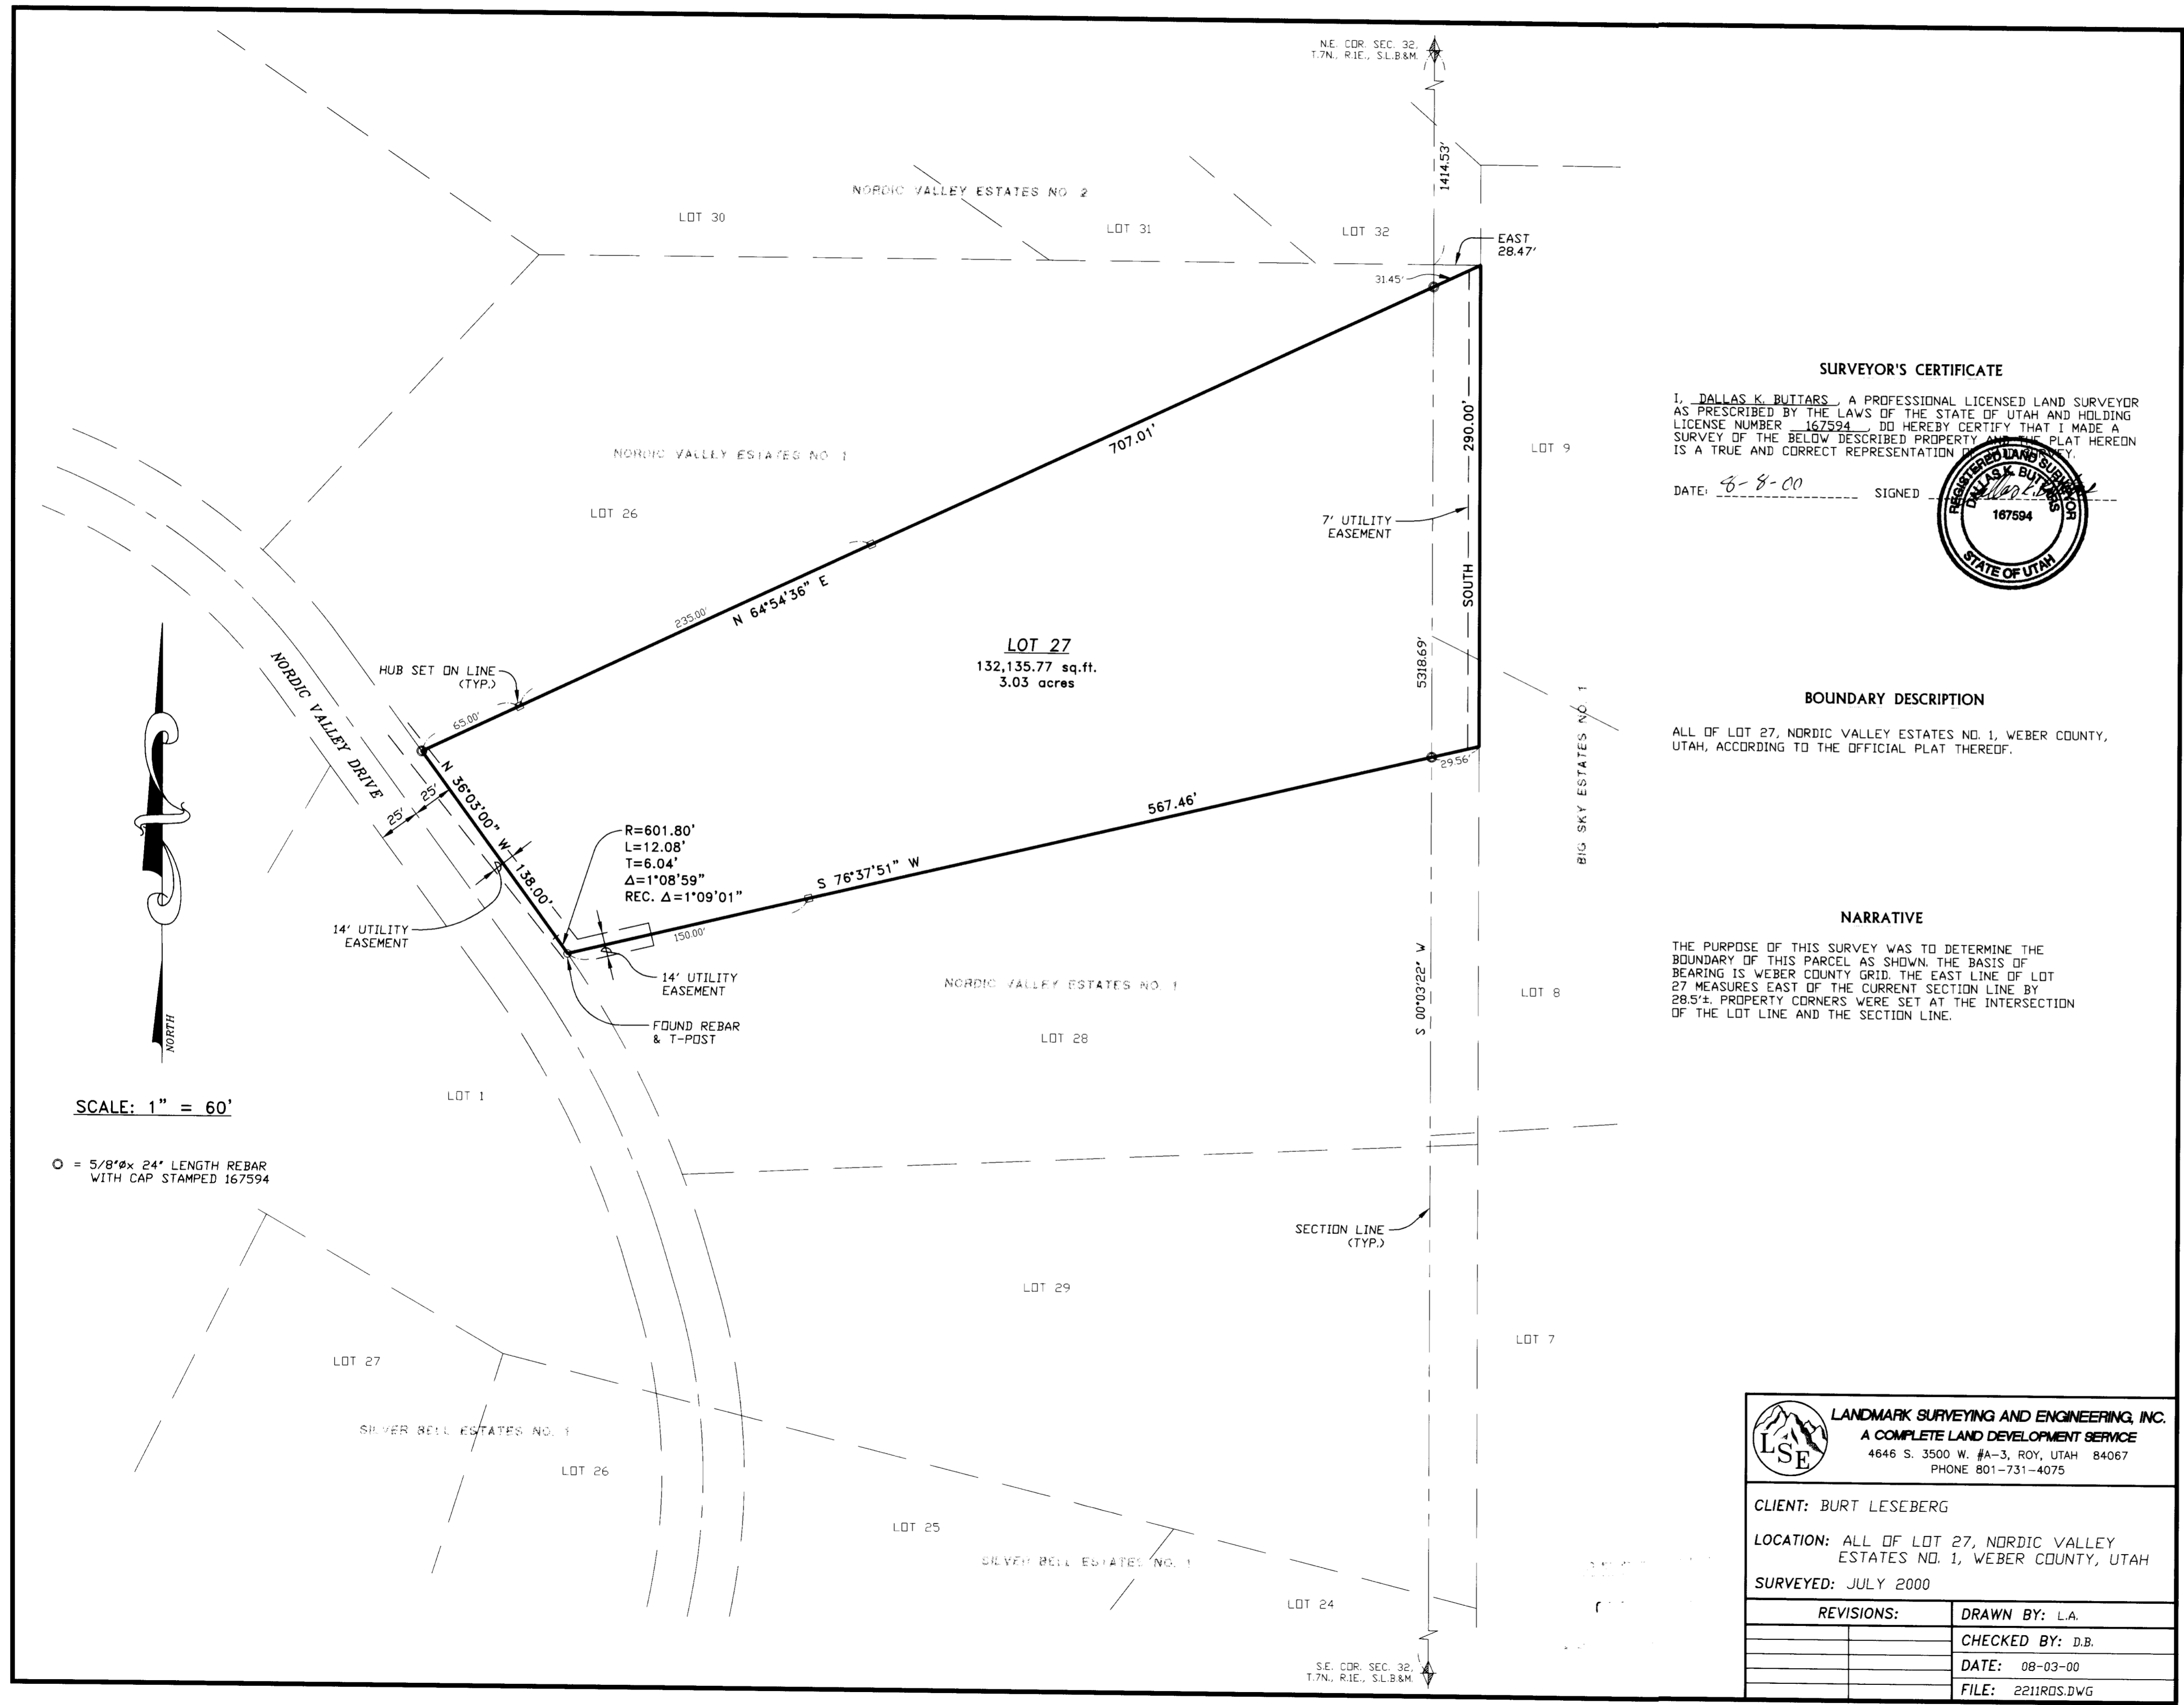 N.E. COR. SEC. 32,
T.7N., R.1E., S.L.B.&M.
1414.53'
NORDIC VALLEY ESTATES NO. 2
LOT 30
LOT 31
LOT 32
EAST
28.47'
31.45'
707.01'
NORDIC VALLEY ESTATES NO. 1
LOT 26
LOT 9
290.00'
SOUTH
7' UTILITY
EASEMENT
235.00'
N 64°54'36" E
LOT 27
132,135.77 sq.ft.
3.03 acres
5318.69'
HUB SET ON LINE
(TYP.)
65.00'
NORDIC VALLEY DRIVE
N 36°03'00" W
138.00'
25'
25'
R=601.80'
L=12.08'
T=6.04'
Δ=1°08'59"
REC. Δ=1°09'01"
29.56'
567.46'
S 76°37'51" W
150.00'
14' UTILITY
EASEMENT
14' UTILITY
EASEMENT
FOUND REBAR
& T-POST
NORDIC VALLEY ESTATES NO. 1
LOT 28
S 00°03'22" W
BIG SKY ESTATES NO. 1
LOT 8
NORTH
SCALE: 1" = 60'
LOT 1
= 5/8"øx 24" LENGTH REBAR
WITH CAP STAMPED 167594
SECTION LINE
(TYP.)
LOT 29
LOT 7
LOT 27
SILVER BELL ESTATES NO. 1
LOT 26
LOT 25
SILVER BELL ESTATES NO. 1
LOT 24
S.E. COR. SEC. 32,
T.7N., R.1E., S.L.B.&M.
SURVEYOR'S CERTIFICATE
I, DALLAS K. BUTTARS, A PROFESSIONAL LICENSED LAND SURVEYOR
AS PRESCRIBED BY THE LAWS OF THE STATE OF UTAH AND HOLDING
LICENSE NUMBER 167594, DO HEREBY CERTIFY THAT I MADE A
SURVEY OF THE BELOW DESCRIBED PROPERTY AND THE PLAT HEREON
IS A TRUE AND CORRECT REPRESENTATION OF SAID SURVEY.
DATE: 8-8-00 SIGNED Dallas K. Buttars
REGISTERED LAND SURVEYOR
DALLAS K. BUTTARS
167594
STATE OF UTAH
BOUNDARY DESCRIPTION
ALL OF LOT 27, NORDIC VALLEY ESTATES NO. 1, WEBER COUNTY,
UTAH, ACCORDING TO THE OFFICIAL PLAT THEREOF.
NARRATIVE
THE PURPOSE OF THIS SURVEY WAS TO DETERMINE THE
BOUNDARY OF THIS PARCEL AS SHOWN. THE BASIS OF
BEARING IS WEBER COUNTY GRID. THE EAST LINE OF LOT
27 MEASURES EAST OF THE CURRENT SECTION LINE BY
28.5'±. PROPERTY CORNERS WERE SET AT THE INTERSECTION
OF THE LOT LINE AND THE SECTION LINE.
LSE
LANDMARK SURVEYING AND ENGINEERING, INC.
A COMPLETE LAND DEVELOPMENT SERVICE
4646 S. 3500 W. #A-3, ROY, UTAH 84067
PHONE 801-731-4075
CLIENT: BURT LESEBERG
LOCATION: ALL OF LOT 27, NORDIC VALLEY
ESTATES NO. 1, WEBER COUNTY, UTAH
SURVEYED: JULY 2000
REVISIONS:
DRAWN BY: L.A.
CHECKED BY: D.B.
DATE: 08-03-00
FILE: 2211ROS.DWG